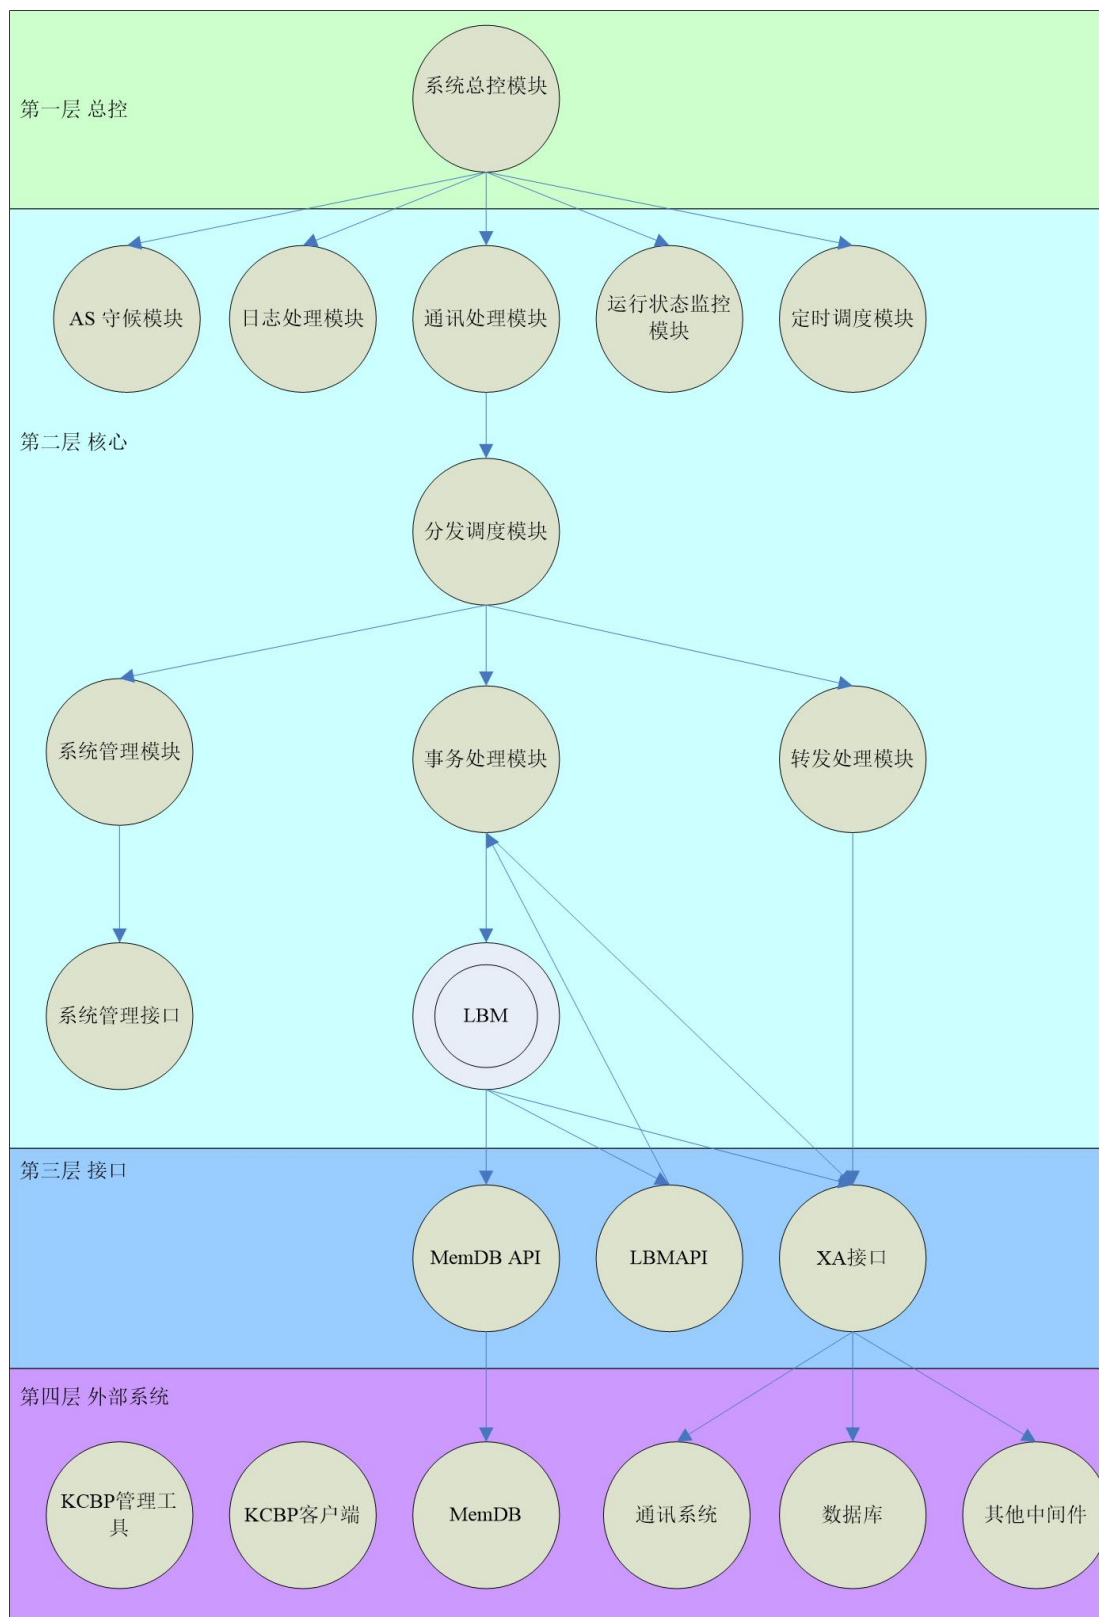 系统总控模块
第一层 总控
AS 守候模块
日志处理模块
通讯处理模块
运行状态监控
模块
定时调度模块
第二层 核心
分发调度模块
系统管理模块
事务处理模块
转发处理模块
系统管理接口
LBM
第三层 接口
MemDB API
LBMAPI
XA接口
第四层 外部系统
KCBP管理工
具
KCBP客户端
MemDB
通讯系统
数据库
其他中间件